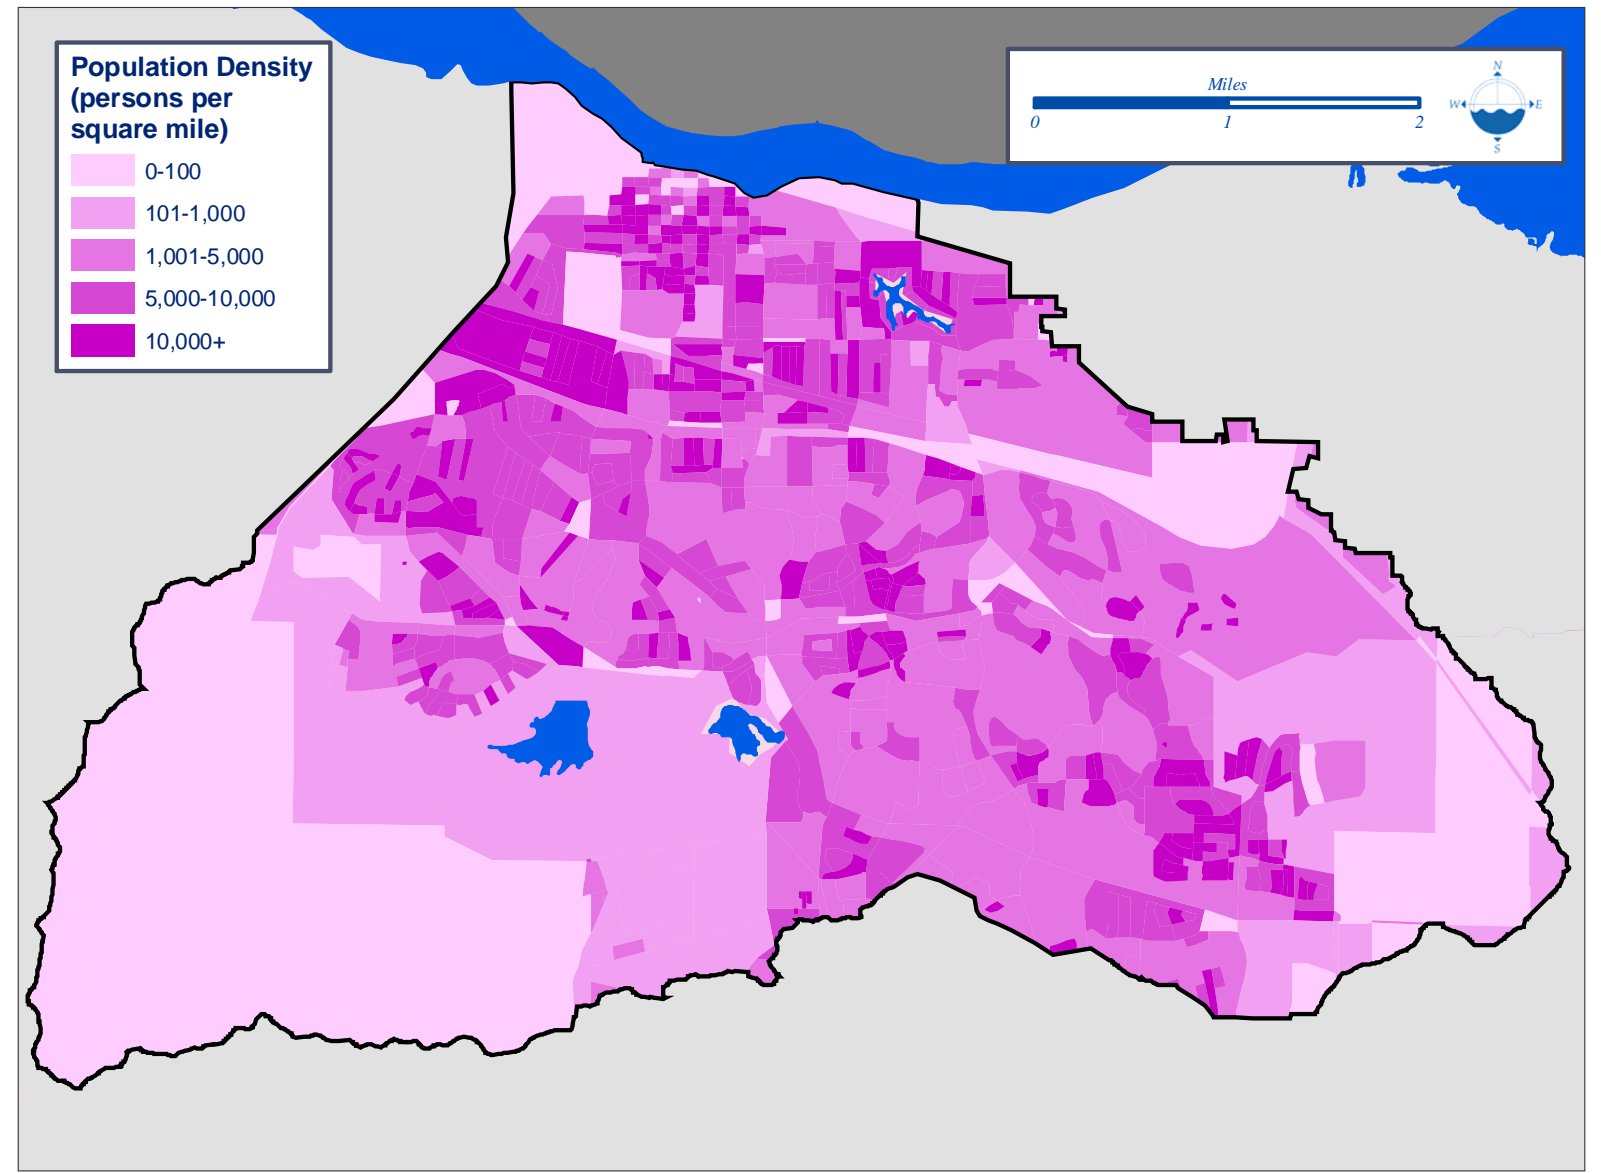 Population Density
(persons per
square mile)
0-100
101-1,000
1,001-5,000
5,000-10,000
10,000+
Miles
0 1 2
N
W E
S